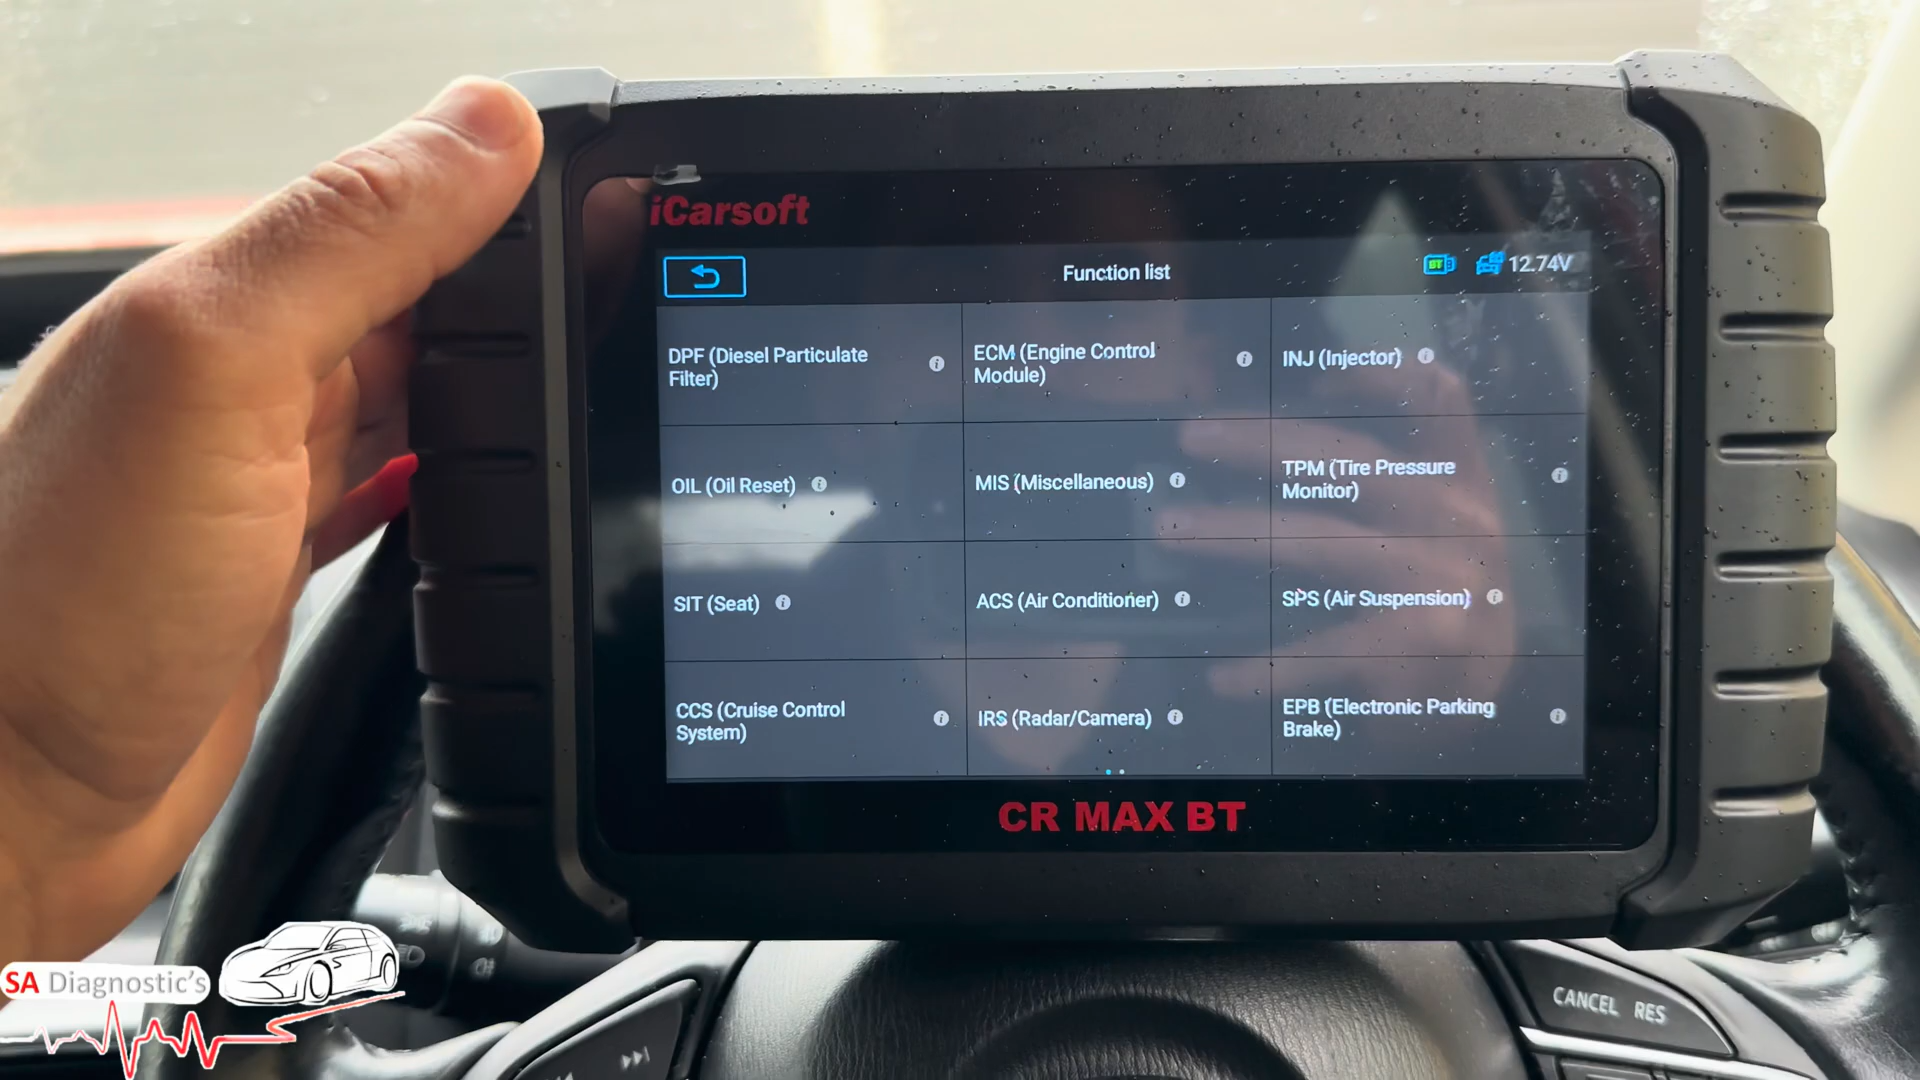 iCarsoft
Function list
BT
12.74V
DPF (Diesel Particulate
Filter)
ECM (Engine Control
Module)
INJ (Injector)
OIL (Oil Reset)
MIS (Miscellaneous)
TPM (Tire Pressure
Monitor)
SIT (Seat)
ACS (Air Conditioner)
SPS (Air Suspension)
CCS (Cruise Control
System)
IRS (Radar/Camera)
EPB (Electronic Parking
Brake)
CR MAX BT
SA Diagnostic's
CANCEL RES